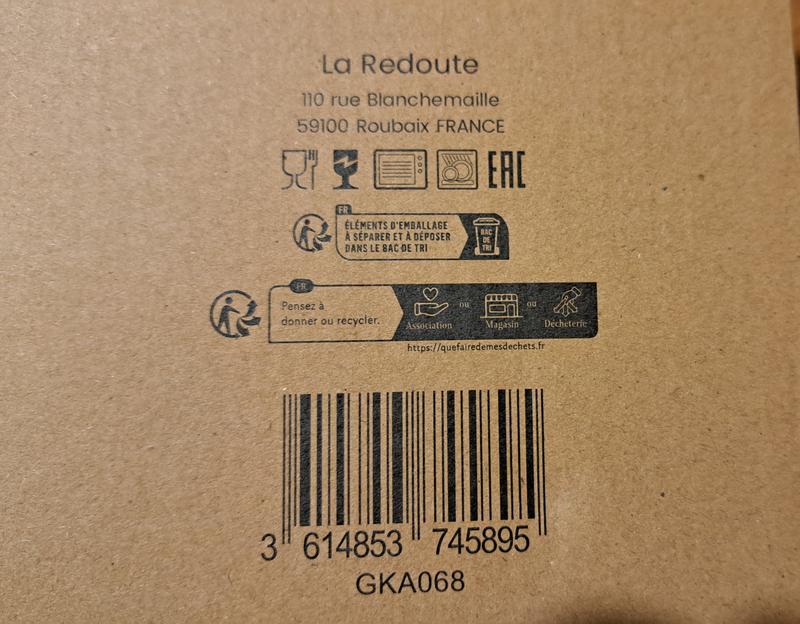 La Redoute
110 rue Blanchemaille
59100 Roubaix FRANCE
EAC
FR
ÉLÉMENTS D'EMBALLAGE
À SÉPARER ET À DÉPOSER
DANS LE BAC DE TRI
BAC
DE
TRI
FR
Pensez à
donner ou recycler.
Association ou Magasin ou Décheterie
https://quefairedemesdechets.fr
3 614853 745895
GKA068